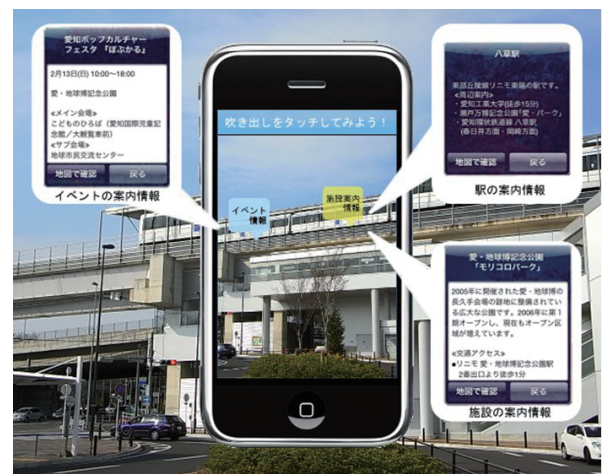 愛知ポップカルチャー
フェスタ 『ぽぷかる』
2月13日(日) 10:00~18:00
愛・地球博記念公園
≪メイン会場≫
こどものひろば(愛知国際児童記
念館/大観覧車前)
≪サブ会場≫
地球市民交流センター
地図で確認
戻る
イベントの案内情報
吹き出しをタッチしてみよう!
イベント
情報
施設案内
情報
八草駅
東部丘陵線リニモ東端の駅です。
≪周辺案内≫
・愛知工業大学(徒歩15分)
・瀬戸万博記念公園「愛・パーク」
・愛知環状鉄道線 八草駅
(春日井方面・岡崎方面)
地図で確認
戻る
駅の案内情報
愛・地球博記念公園
「モリコロパーク」
2005年に開催された愛・地球博の
長久手会場の跡地に整備されてい
る広大な公園です。2006年に第1
期オープンし、現在もオープン区
域が増えています。
≪交通アクセス≫
●リニモ 愛・地球博記念公園駅
2番出口より徒歩1分
地図で確認
戻る
施設の案内情報